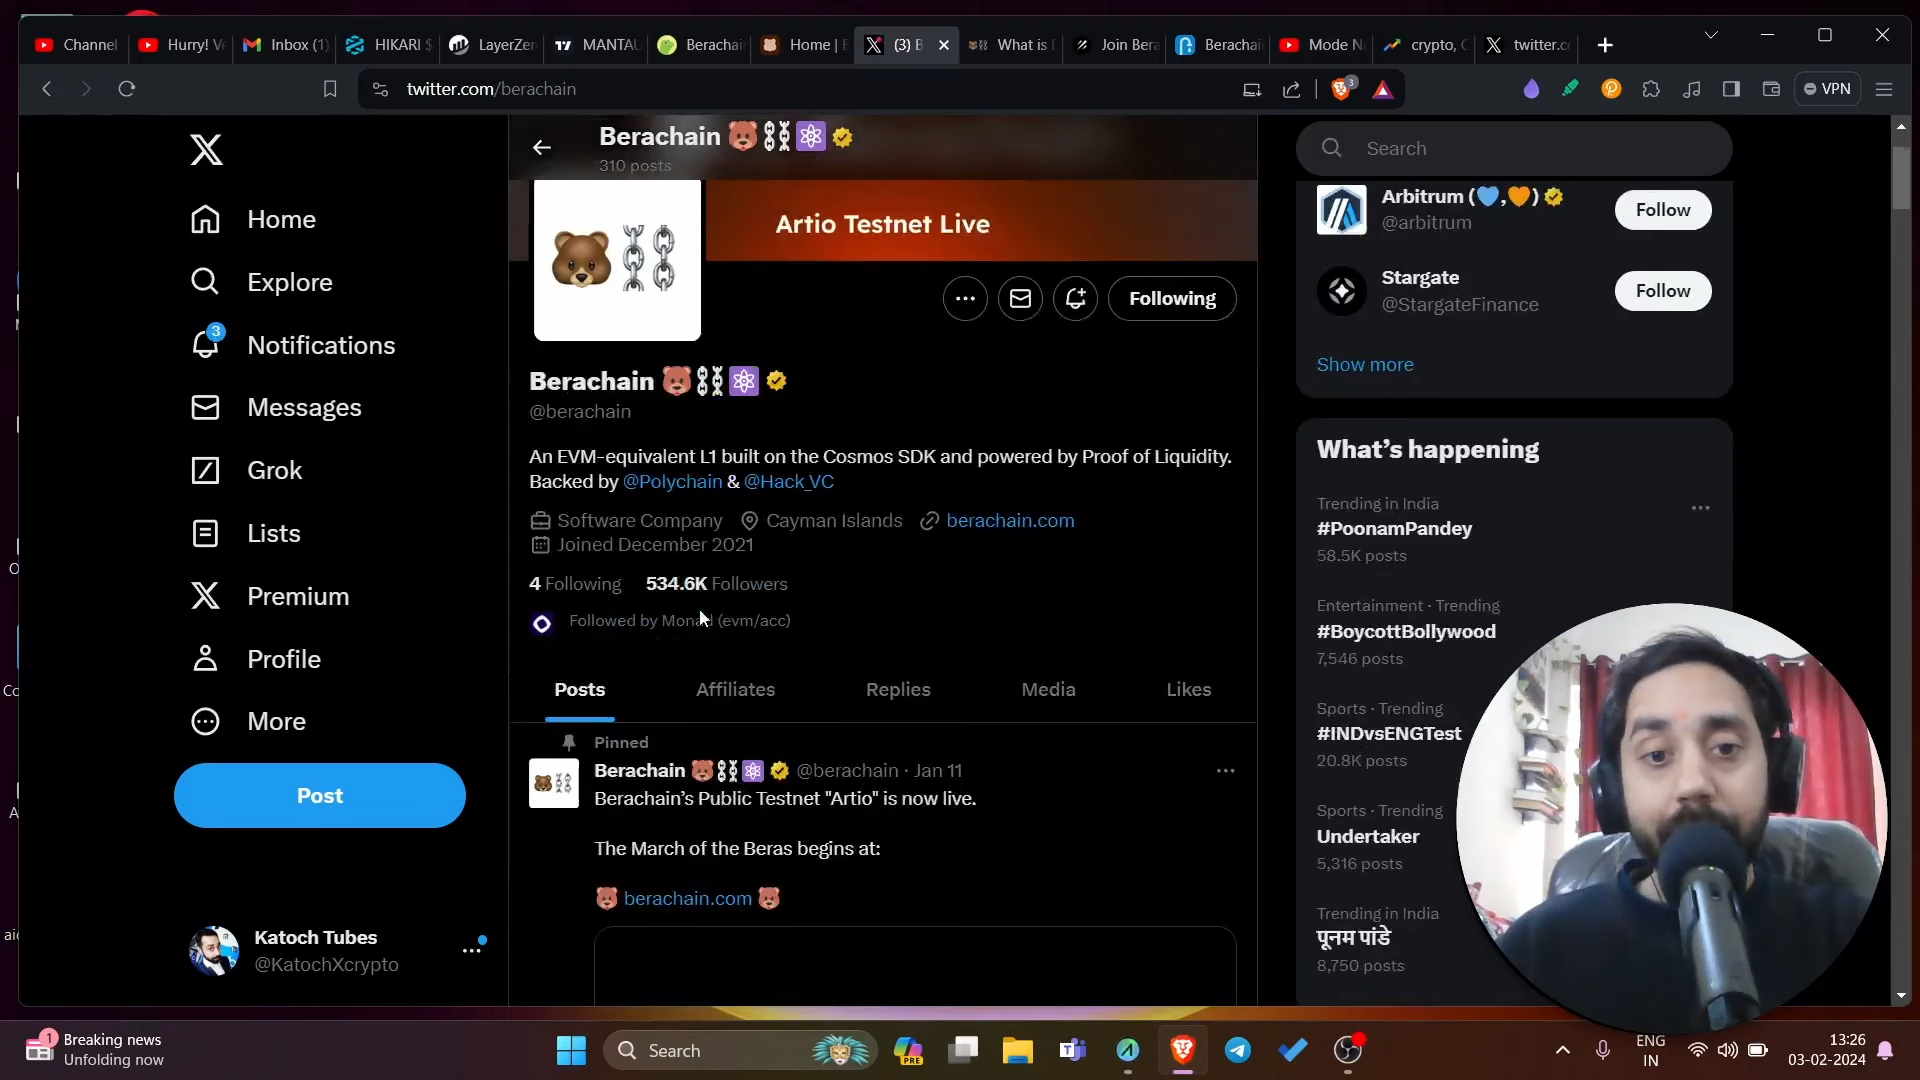 Channel
Hurry! V
Inbox (1)
HIKARI $
LayerZer
MANTAU
Berachai
Home | B
(3) B
What is
Join Bera
Berachai
Mode N
crypto, C
twitter.co
twitter.com/berachain
3
VPN
Home
Explore
3
Notifications
Messages
Grok
Lists
Premium
Profile
More
Post
Katoch Tubes
@KatochXcrypto
Berachain 🐻⛓️⚛️
310 posts
Artio Testnet Live
Following
Berachain 🐻⛓️⚛️
@berachain
An EVM-equivalent L1 built on the Cosmos SDK and powered by Proof of Liquidity.
Backed by @Polychain & @Hack_VC
Software Company Cayman Islands berachain.com
Joined December 2021
4 Following 534.6K Followers
Followed by Monad (evm/acc)
Posts Affiliates Replies Media Likes
Pinned
Berachain 🐻⛓️⚛️ @berachain · Jan 11
Berachain’s Public Testnet "Artio" is now live.
The March of the Beras begins at:
🐻 berachain.com 🐻
Search
Arbitrum (💙,🧡)
@arbitrum
Follow
Stargate
@StargateFinance
Follow
Show more
What’s happening
Trending in India
#PoonamPandey
58.5K posts
Entertainment · Trending
#BoycottBollywood
7,546 posts
Sports · Trending
#INDvsENGTest
20.8K posts
Sports · Trending
Undertaker
5,316 posts
Trending in India
पूनम पांडे
8,750 posts
1
Breaking news
Unfolding now
Search
PRE
ENG
IN
13:26
03-02-2024